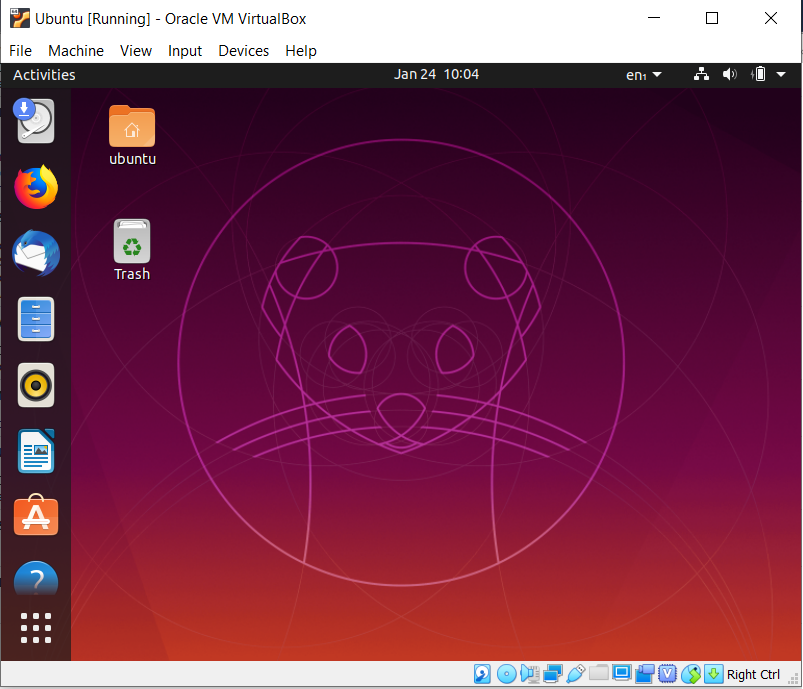 Ubuntu [Running] - Oracle VM VirtualBox
File Machine View Input Devices Help
Activities Jan 24 10:04 en₁
ubuntu
Trash
Right Ctrl